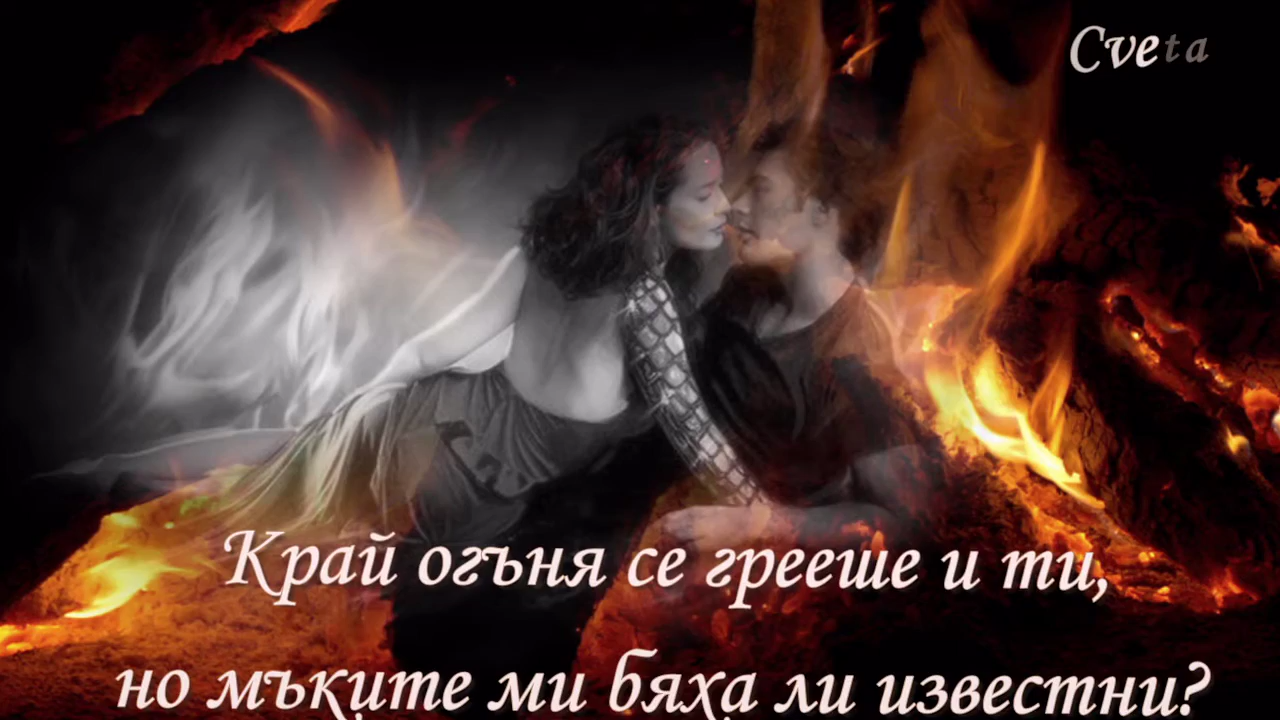 Cveta
Край огъня се грееше и ти,
но мъките ми бяха ли известни?